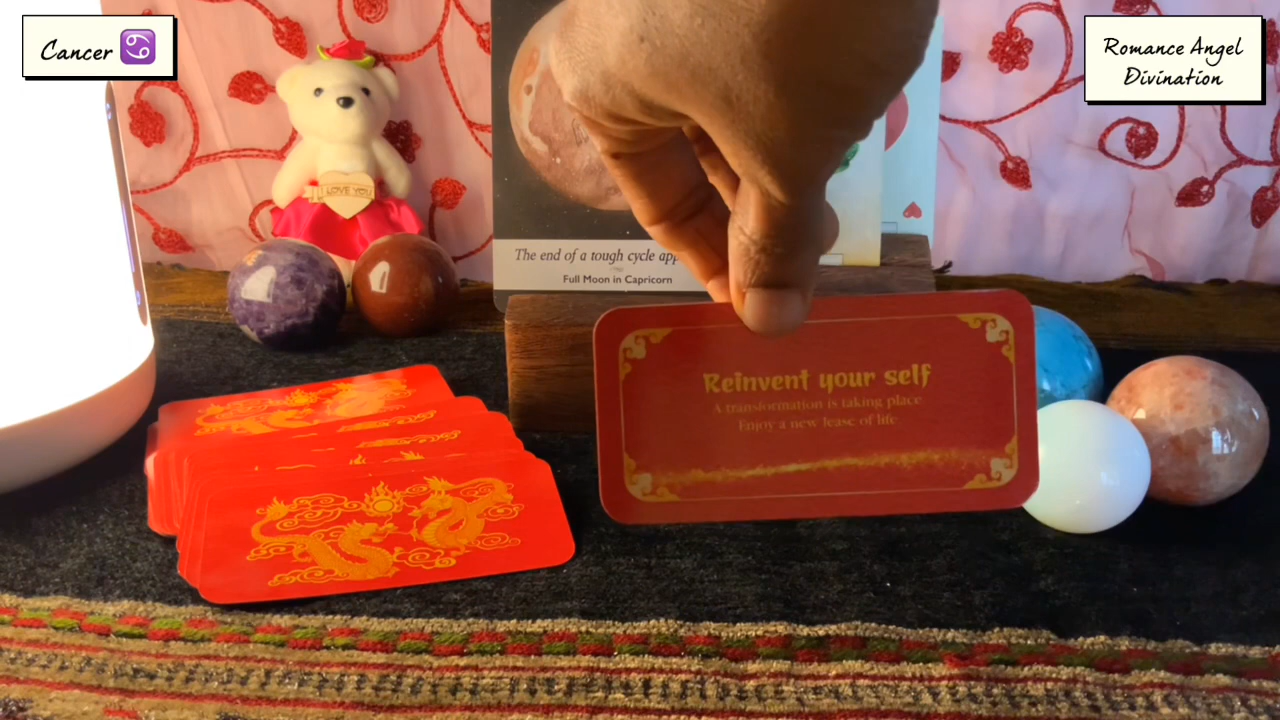 Cancer ♋
Romance Angel
Divination
I LOVE YOU
The end of a tough cycle app
Full Moon in Capricorn
Reinvent your self
A transformation is taking place
Enjoy a new lease of life.